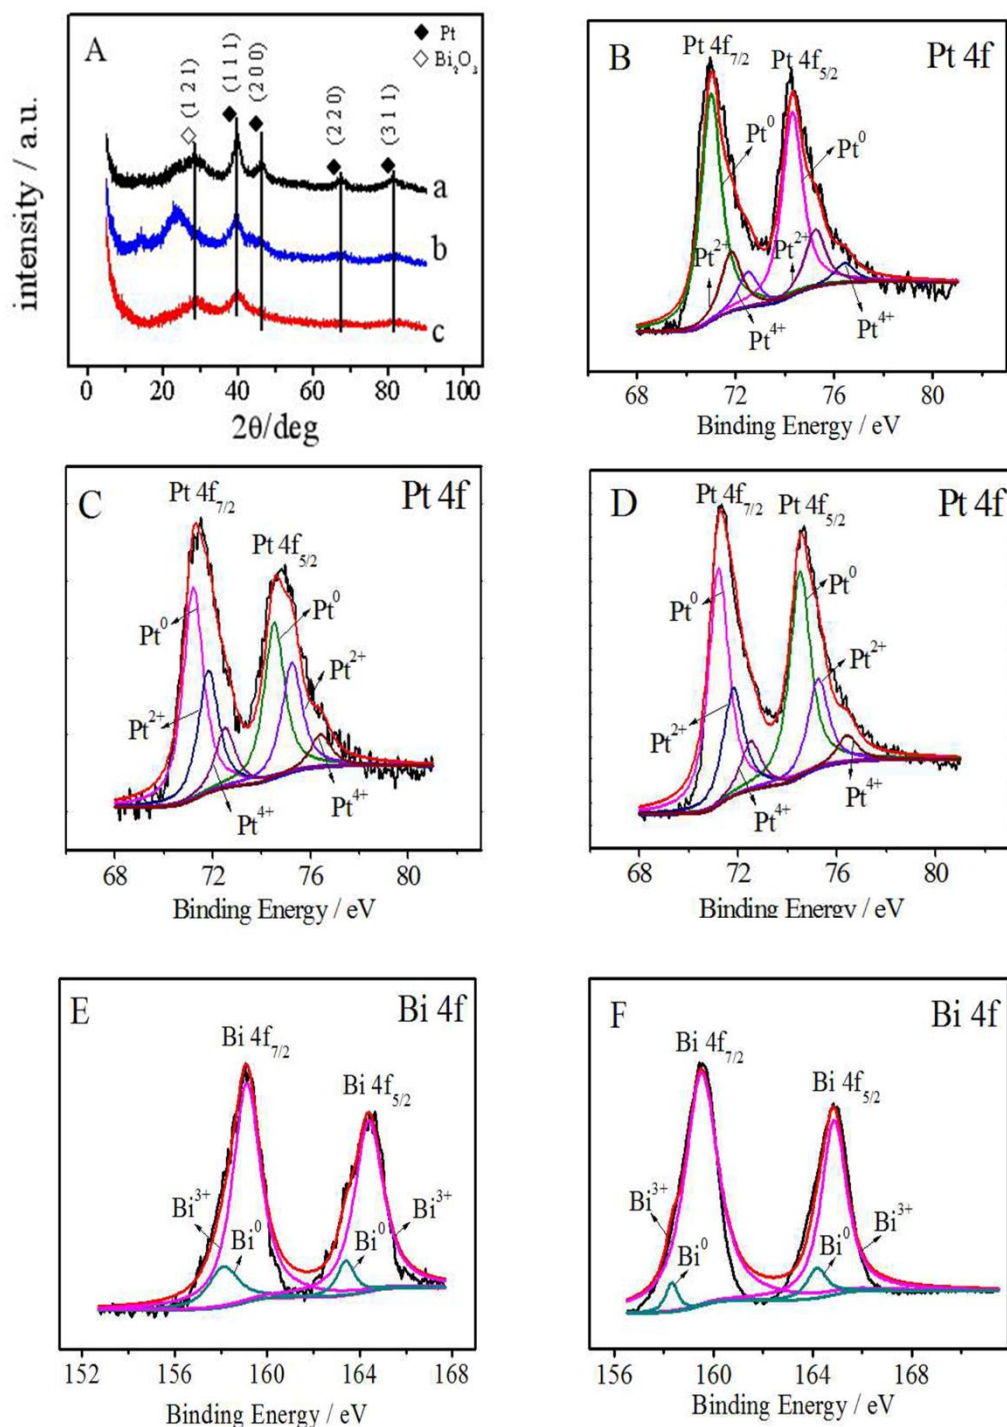 A
◆ Pt
◇ Bi₂O₃
◇ (1 2 1)
◆ (1 1 1)
◆ (2 0 0)
◆ (2 2 0)
◆ (3 1 1)
a
b
c
intensity / a.u.
0 20 40 60 80 100
2θ/deg
B
Pt 4f₇/₂
Pt 4f₅/₂
Pt 4f
Pt⁰
Pt⁰
Pt²⁺
Pt²⁺
Pt⁴⁺
Pt⁴⁺
68 72 76 80
Binding Energy / eV
C
Pt 4f₇/₂
Pt 4f₅/₂
Pt 4f
Pt⁰
Pt⁰
Pt²⁺
Pt²⁺
Pt⁴⁺
Pt⁴⁺
68 72 76 80
Binding Energy / eV
D
Pt 4f₇/₂
Pt 4f₅/₂
Pt 4f
Pt⁰
Pt⁰
Pt²⁺
Pt²⁺
Pt⁴⁺
Pt⁴⁺
68 72 76 80
Binding Energy / eV
E
Bi 4f₇/₂
Bi 4f₅/₂
Bi 4f
Bi³⁺
Bi⁰
Bi⁰
Bi³⁺
152 156 160 164 168
Binding Energy / eV
F
Bi 4f₇/₂
Bi 4f₅/₂
Bi 4f
Bi³⁺
Bi⁰
Bi⁰
Bi³⁺
156 160 164 168
Binding Energy / eV